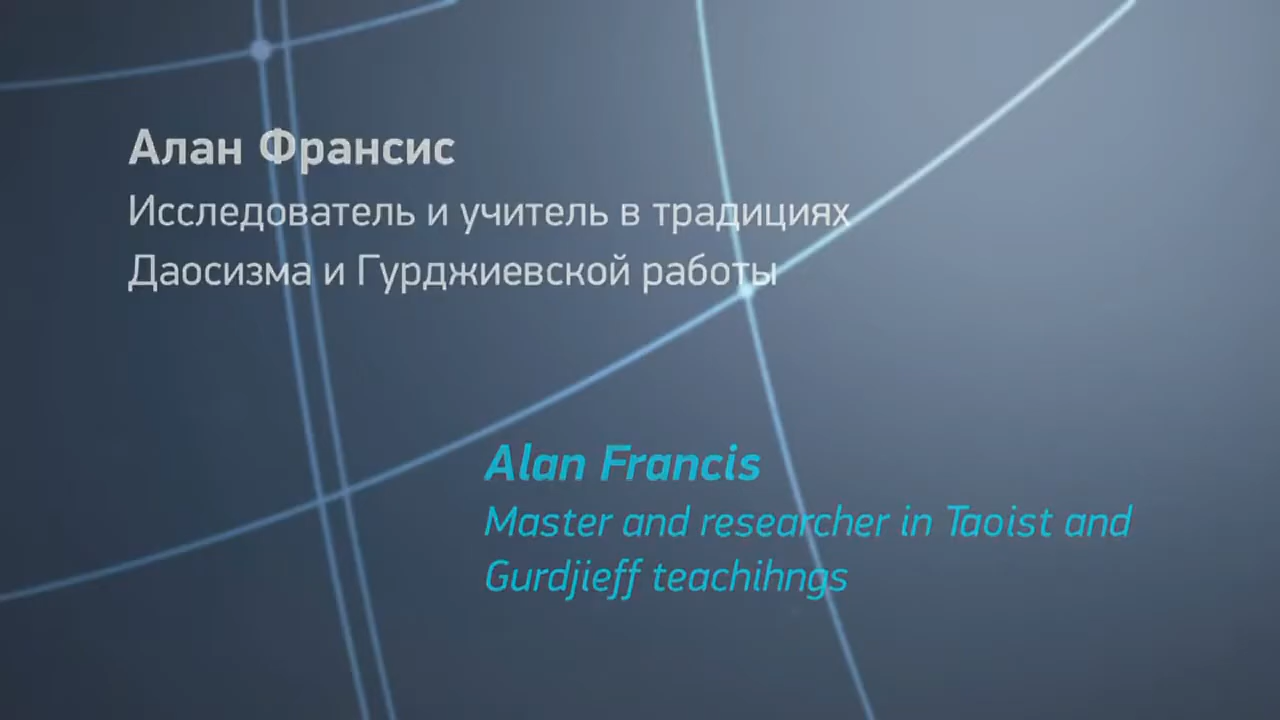 Алан Франсис
Исследователь и учитель в традициях
Даосизма и Гурджиевской работы
Alan Francis
Master and researcher in Taoist and
Gurdjieff teachihngs